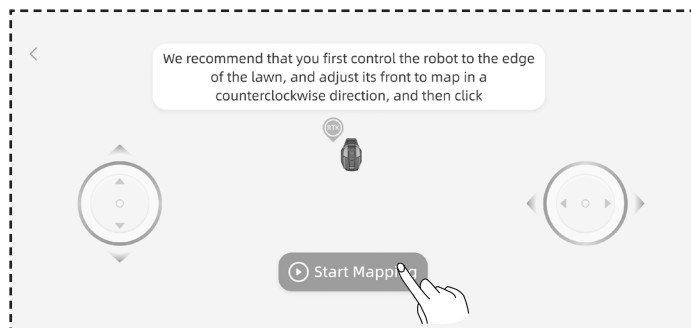 We recommend that you first control the robot to the edge
of the lawn, and adjust its front to map in a
counterclockwise direction, and then click
RTK
Start Mapping